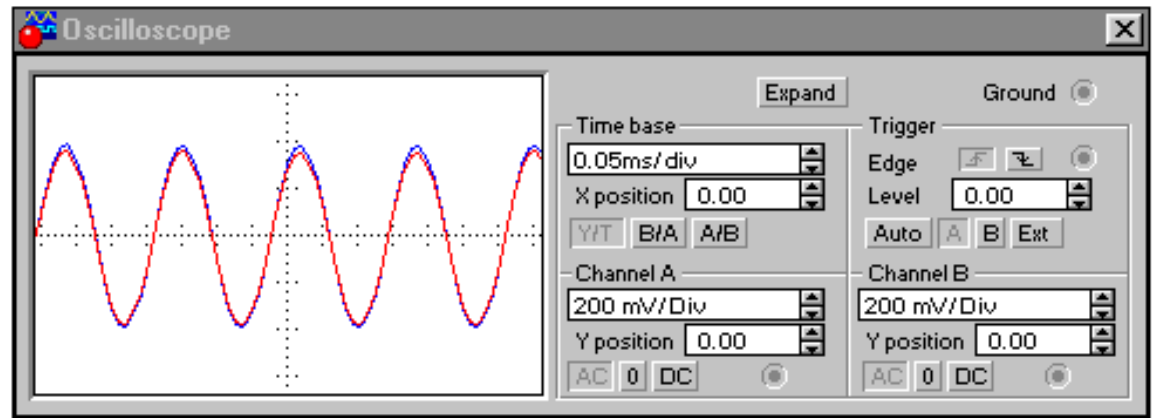 Oscilloscope
Expand
Ground
Time base
0.05ms/div
X position 0.00
Y/T B/A A/B
Trigger
Edge
Level 0.00
Auto A B Ext
Channel A
200 mV/Div
Y position 0.00
AC 0 DC
Channel B
200 mV/Div
Y position 0.00
AC 0 DC